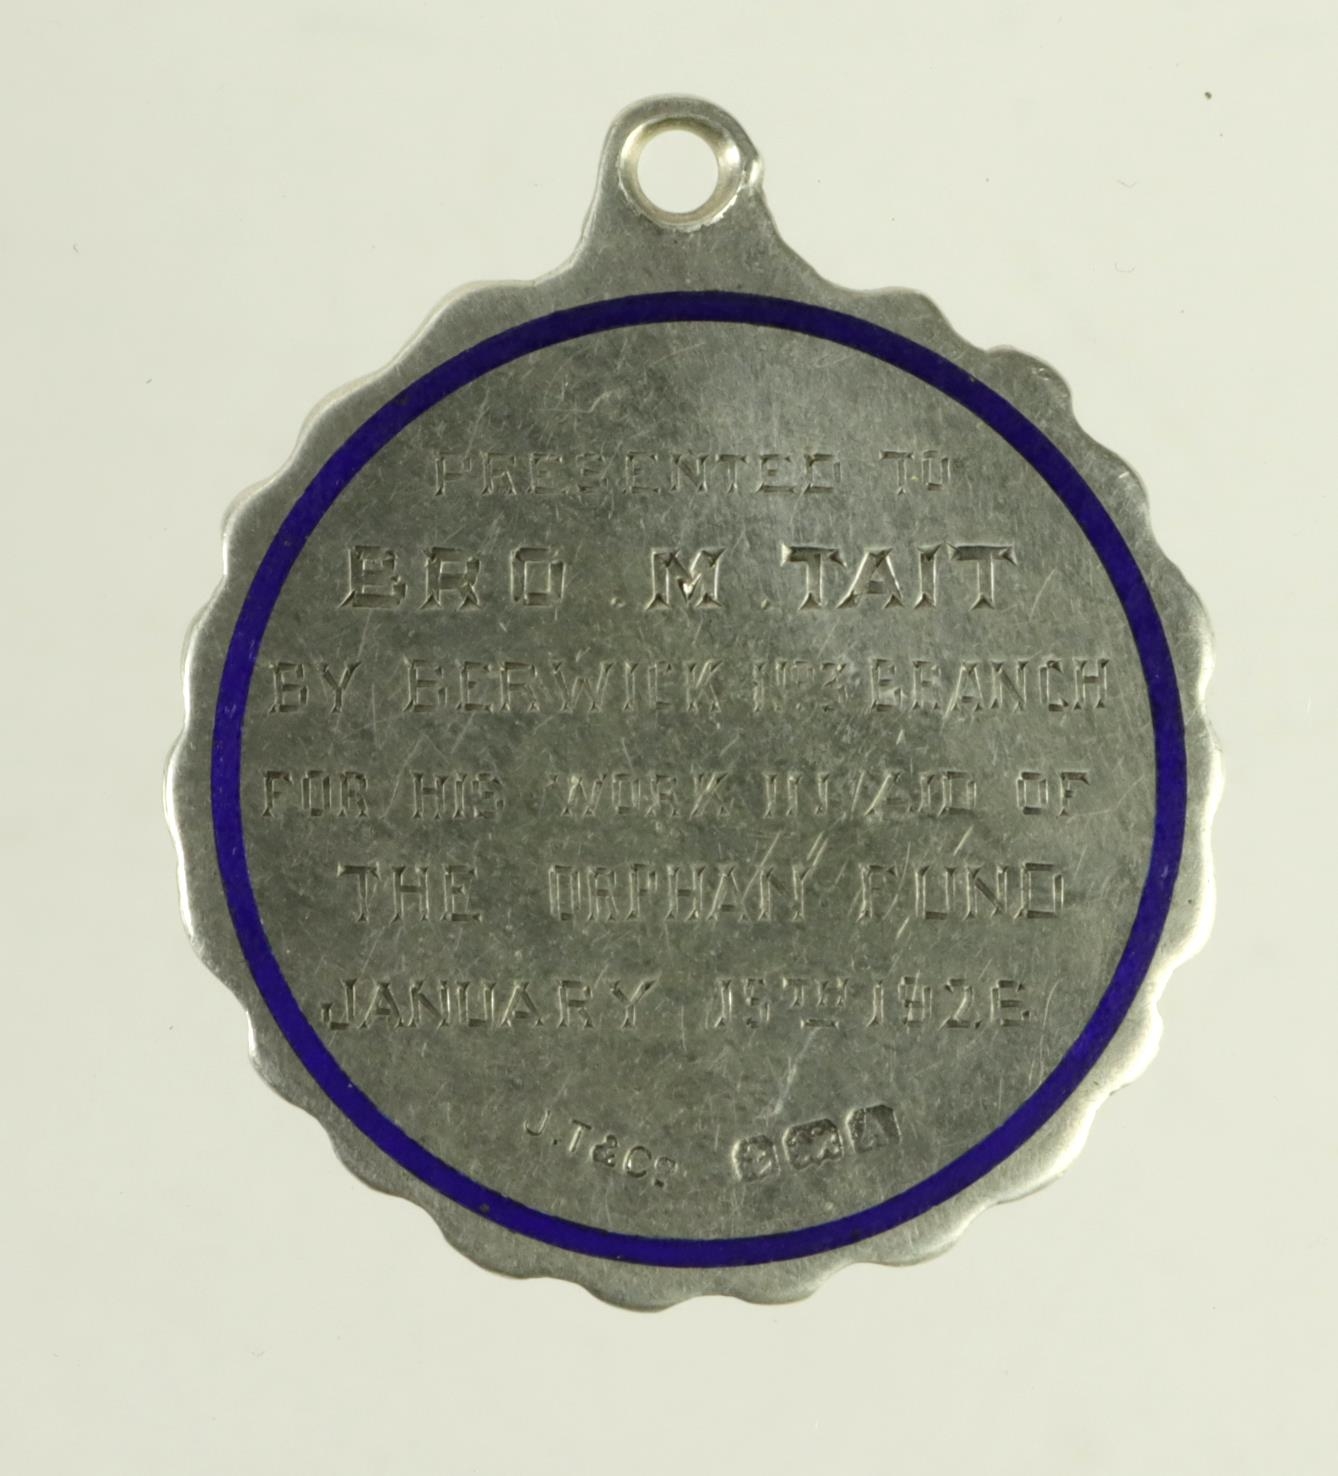 PRESENTED TO
BRO . M . TAIT
BY BERWICK No 3 BRANCH
FOR HIS WORK IN AID OF
THE ORPHAN FUND
JANUARY 15TH 1926
J.T&Co
A